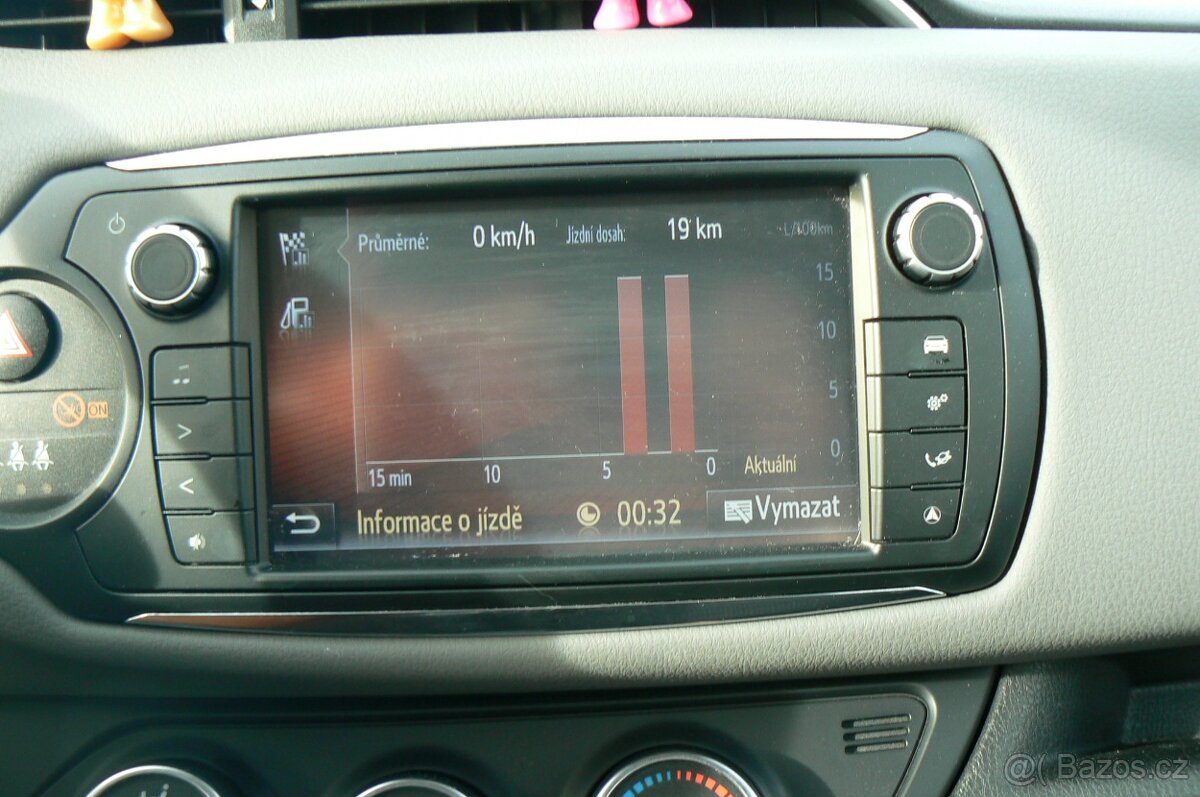 Průměrné: 0 km/h Jízdní dosah: 19 km L/100km
15
10
5
0
15 min 10 5 0 Aktuální
Informace o jízdě 00:32 Vymazat
ON
@( Bazos.cz